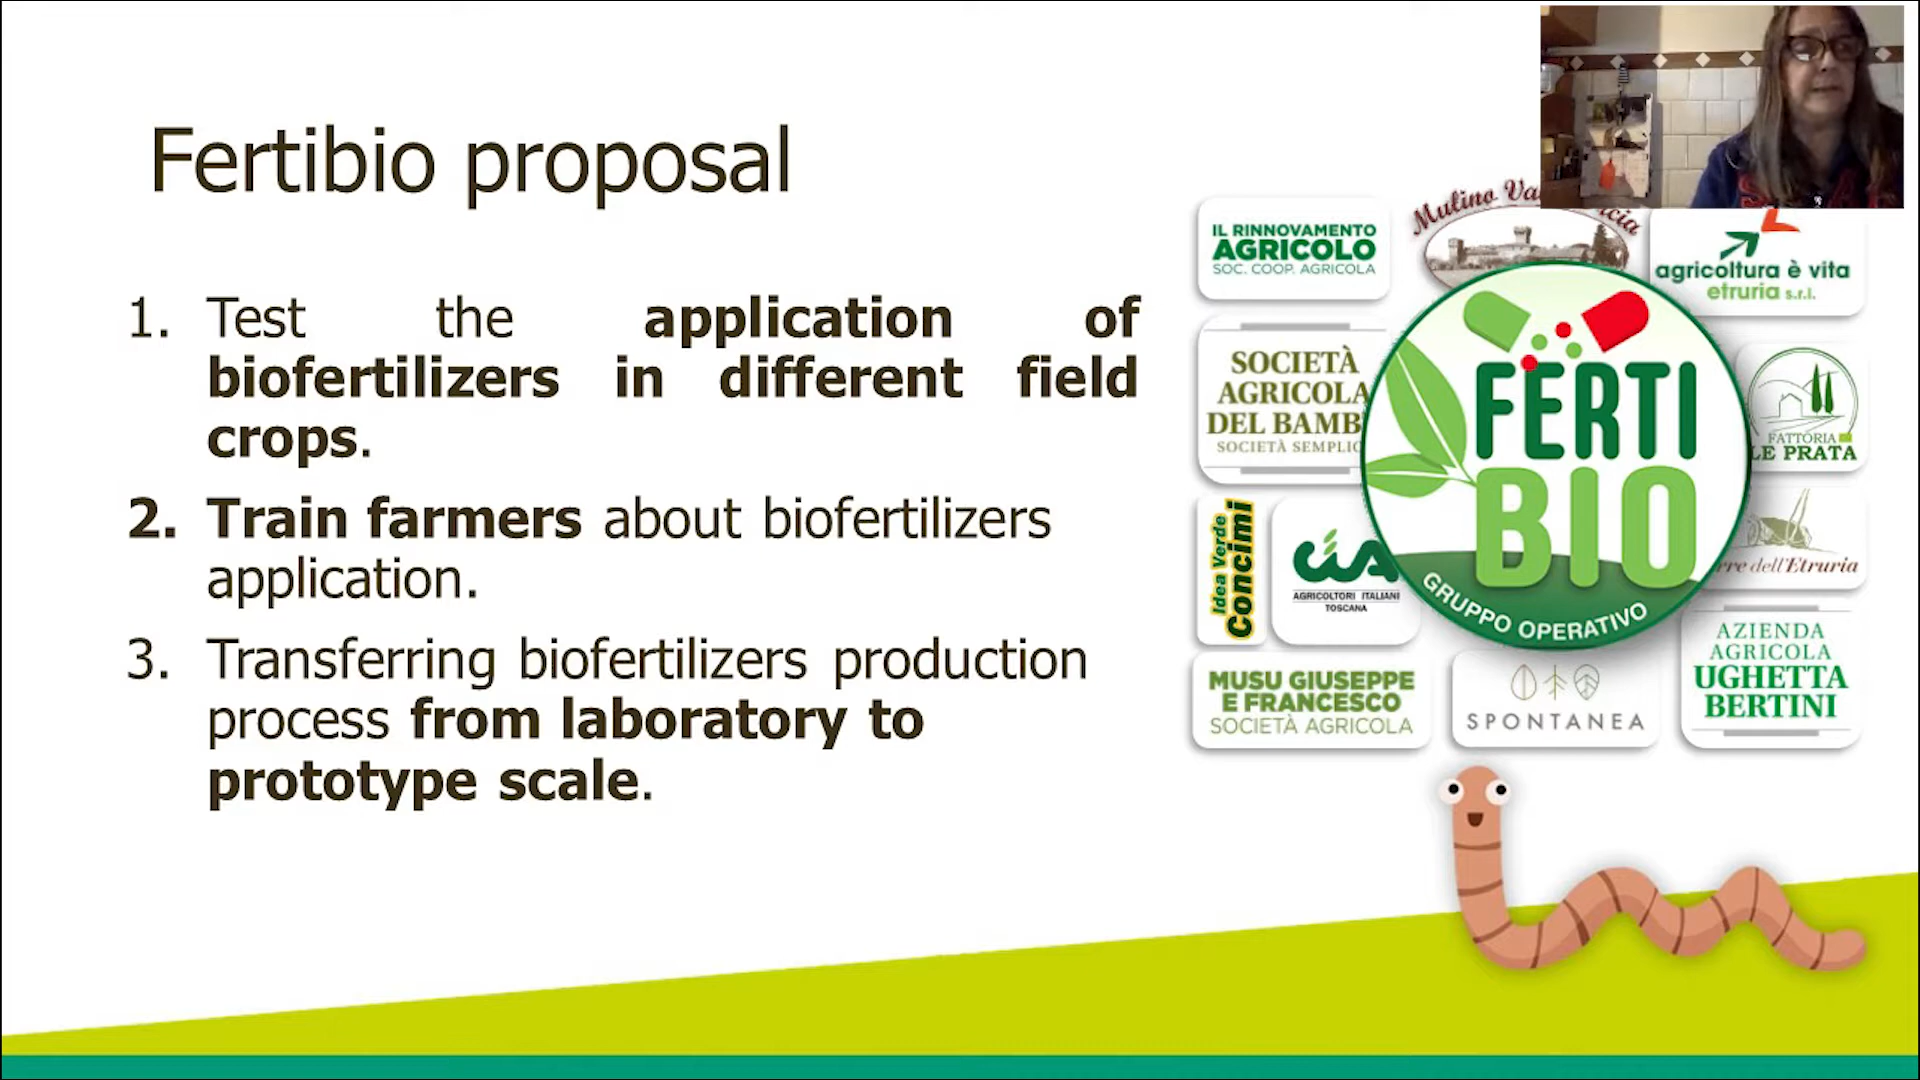 Fertibio proposal
1. Test the application of
biofertilizers in different field
crops.
2. Train farmers about biofertilizers
application.
3. Transferring biofertilizers production
process from laboratory to
prototype scale.
IL RINNOVAMENTO
AGRICOLO
SOC. COOP. AGRICOLA
Mulino
agricoltura è vita
etruria s.r.l.
SOCIETÀ
AGRICOLA
DEL BAMB
SOCIETÀ SEMPLIC
FERTI
BIO
GRUPPO OPERATIVO
FATTORIA
LE PRATA
Idea Verde
Concimi
CIA
AGRICOLTORI ITALIANI
TOSCANA
dell'Etruria
MUSU GIUSEPPE
E FRANCESCO
SOCIETÀ AGRICOLA
SPONTANEA
AZIENDA
AGRICOLA
UGHETTA
BERTINI